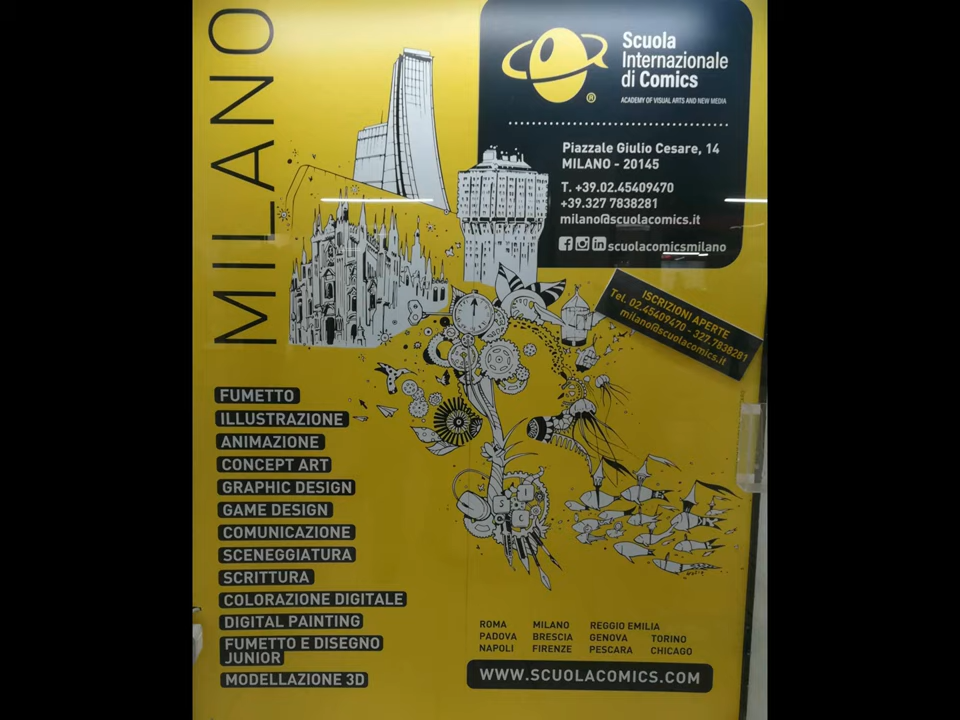 MILANO
Scuola
Internazionale
di Comics
®
ACADEMY OF VISUAL ARTS AND NEW MEDIA
Piazzale Giulio Cesare, 14
MILANO - 20145
T. +39.02.45409470
+39.327 7838281
milano@scuolacomics.it
scuolacomicsmilano
ISCRIZIONI APERTE
Tel. 02.45409470 - 327.7838281
milano@scuolacomics.it
FUMETTO
ILLUSTRAZIONE
ANIMAZIONE
CONCEPT ART
GRAPHIC DESIGN
GAME DESIGN
COMUNICAZIONE
SCENEGGIATURA
SCRITTURA
COLORAZIONE DIGITALE
DIGITAL PAINTING
FUMETTO E DISEGNO
JUNIOR
MODELLAZIONE 3D
S I
C
ROMA MILANO REGGIO EMILIA
PADOVA BRESCIA GENOVA TORINO
NAPOLI FIRENZE PESCARA CHICAGO
WWW.SCUOLACOMICS.COM